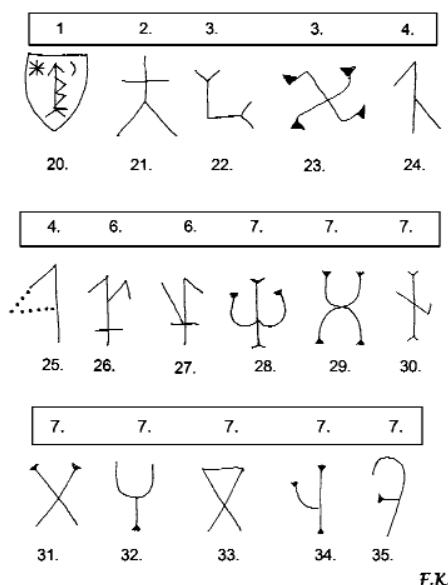 1 2. 3. 3. 4.
20. 21. 22. 23. 24.
4. 6. 6. 7. 7. 7.
25. 26. 27. 28. 29. 30.
7. 7. 7. 7. 7.
31. 32. 33. 34. 35.
F.K